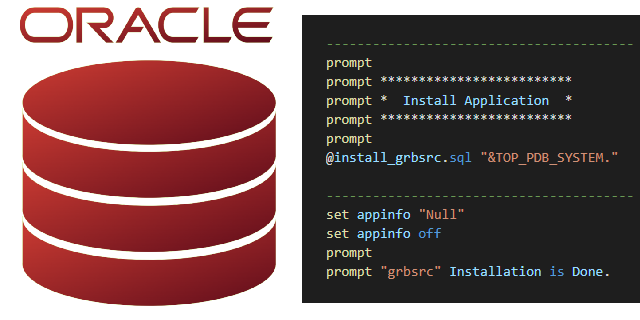 ORACLE
----------------------------------------
prompt
prompt *************************
prompt *  Install Application  *
prompt *************************
prompt
@install_grbsrc.sql "&TOP_PDB_SYSTEM."
----------------------------------------
set appinfo "Null"
set appinfo off
prompt
prompt "grbsrc" Installation is Done.